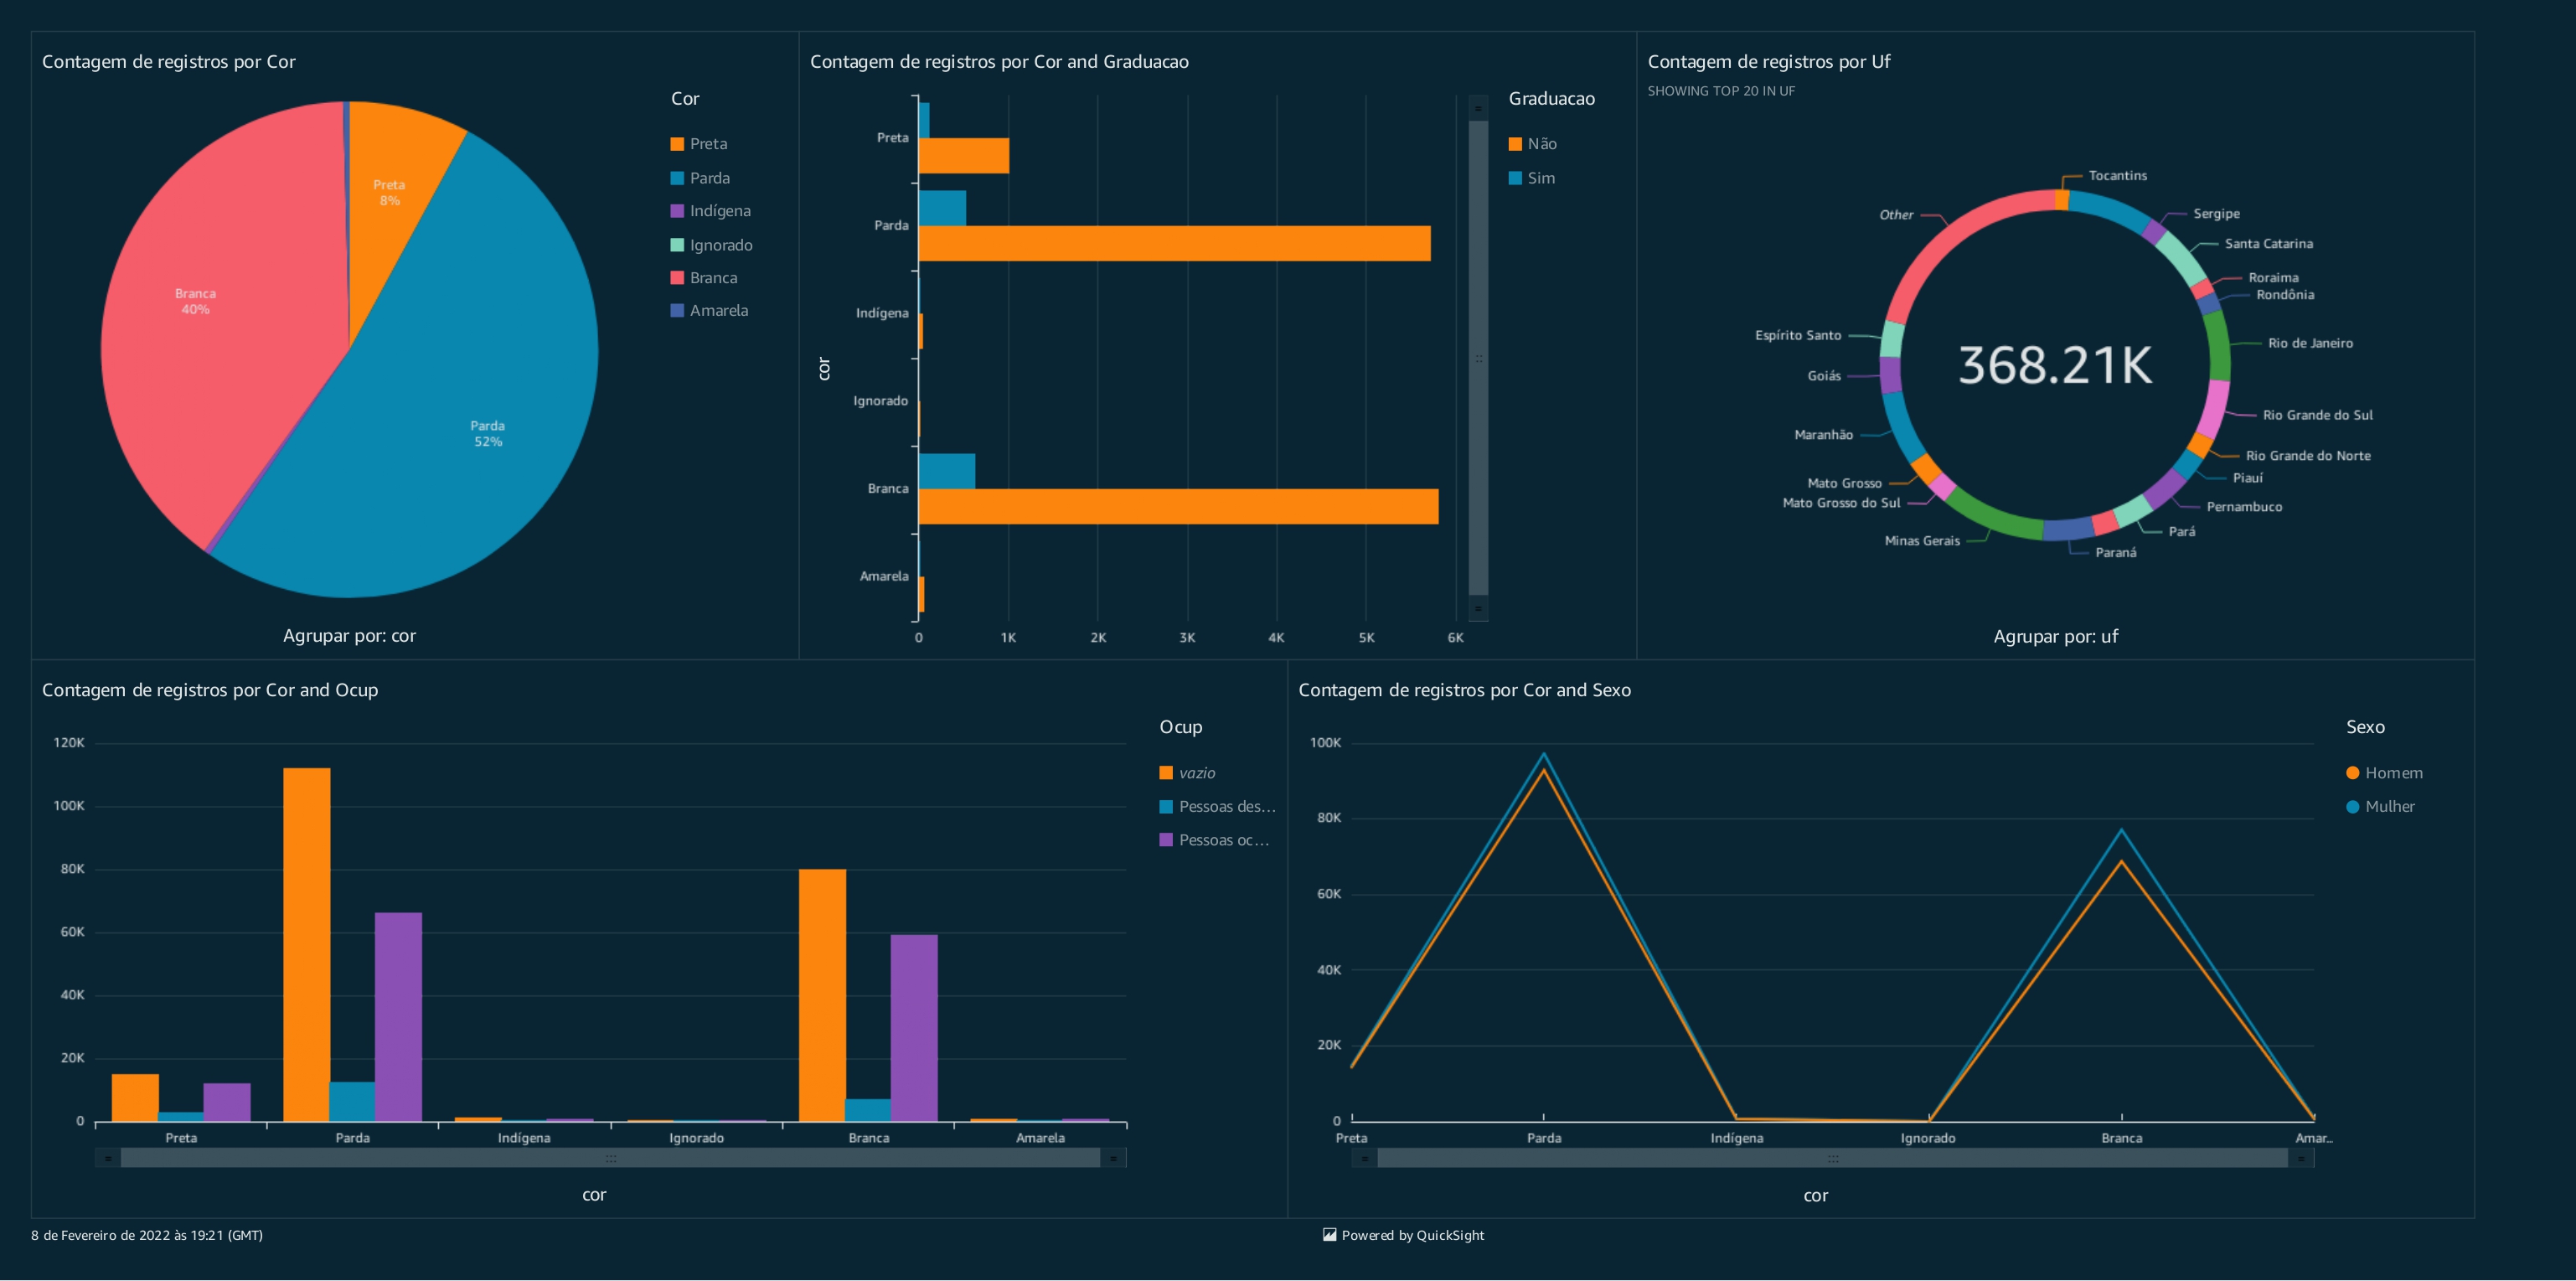 Contagem de registros por Cor
Preta
8%
Branca
40%
Parda
52%
Agrupar por: cor
Cor
Preta
Parda
Indígena
Ignorado
Branca
Amarela
Contagem de registros por Cor and Graduacao
cor
Preta
Parda
Indígena
Ignorado
Branca
Amarela
0 1K 2K 3K 4K 5K 6K
Graduacao
Não
Sim
Contagem de registros por Uf
SHOWING TOP 20 IN UF
Tocantins
Sergipe
Santa Catarina
Roraima
Rondônia
Rio de Janeiro
Rio Grande do Sul
Rio Grande do Norte
Piauí
Pernambuco
Pará
Paraná
Minas Gerais
Mato Grosso do Sul
Mato Grosso
Maranhão
Goiás
Espírito Santo
Other
368.21K
Agrupar por: uf
Contagem de registros por Cor and Ocup
120K
100K
80K
60K
40K
20K
0
Preta Parda Indígena Ignorado Branca Amarela
cor
Ocup
vazio
Pessoas des...
Pessoas oc...
Contagem de registros por Cor and Sexo
100K
80K
60K
40K
20K
0
Preta Parda Indígena Ignorado Branca Amar...
cor
Sexo
Homem
Mulher
8 de Fevereiro de 2022 às 19:21 (GMT)
Powered by QuickSight